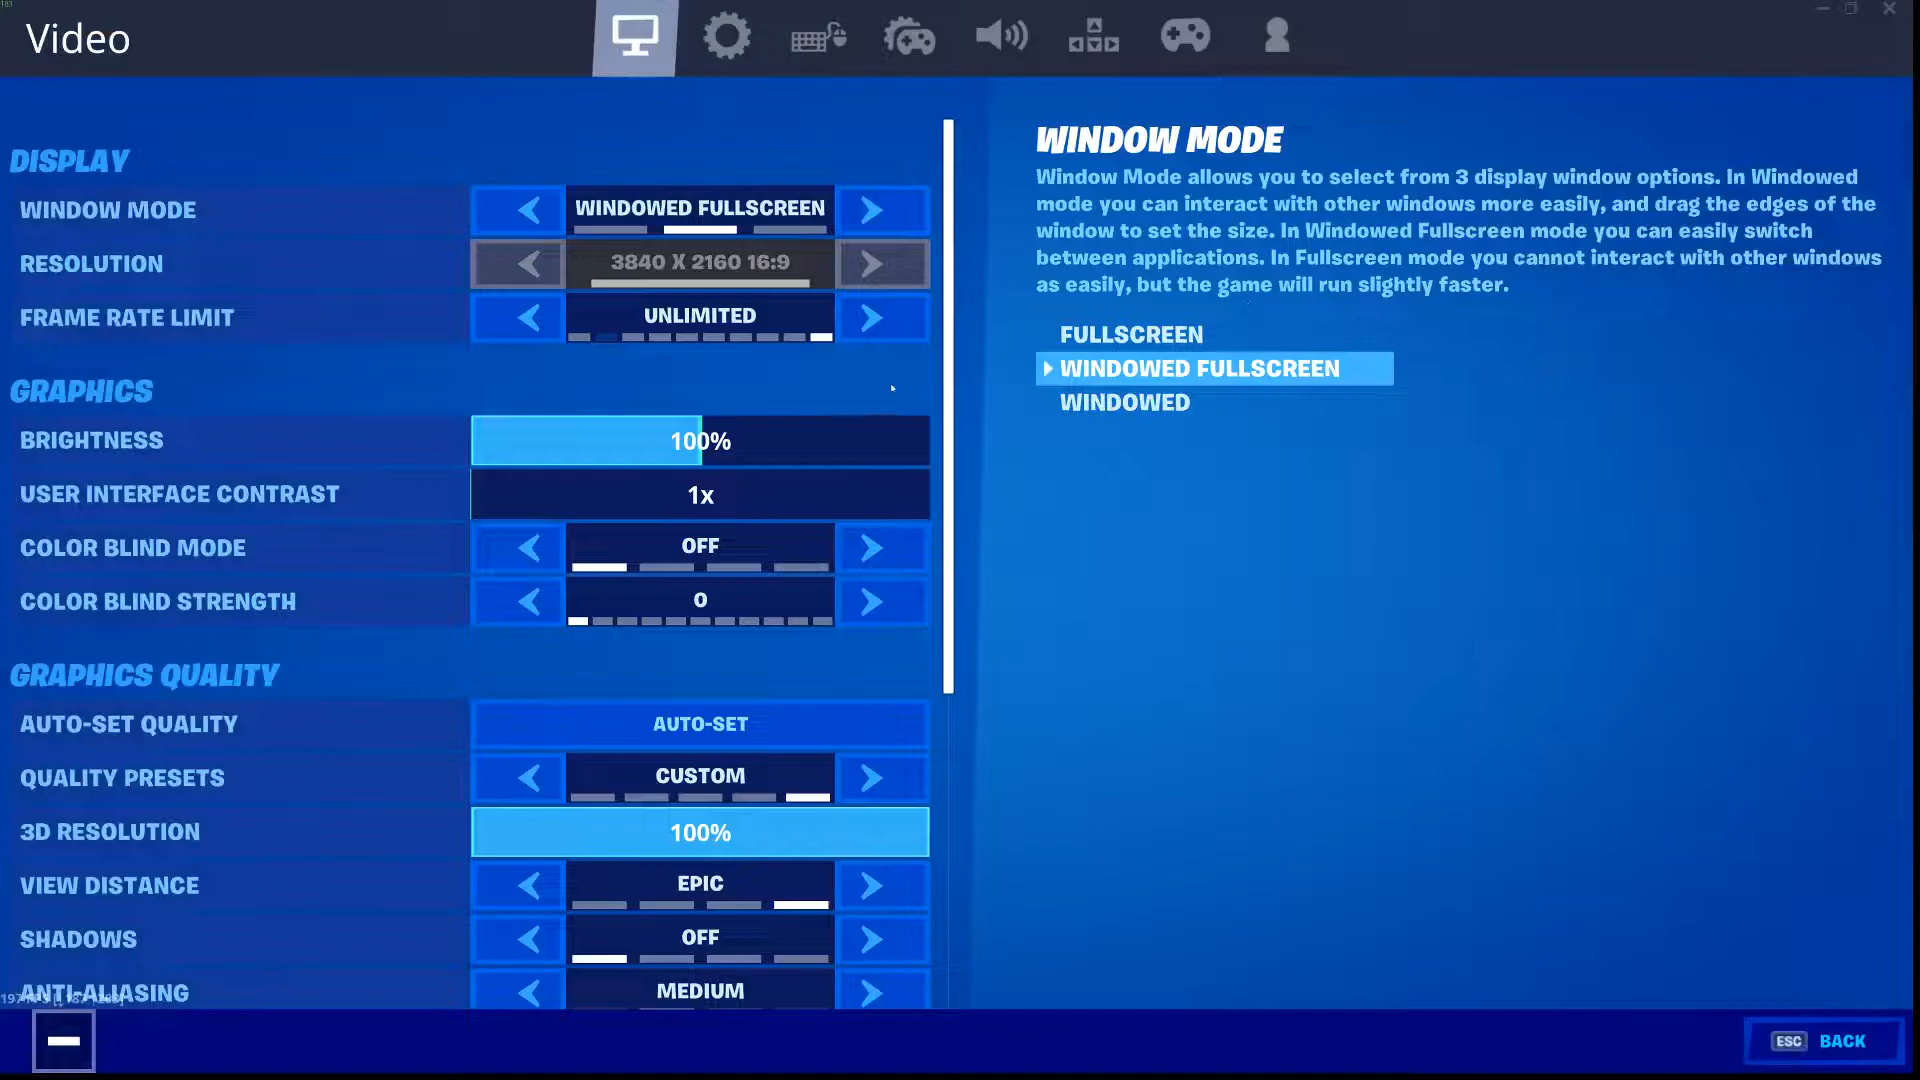 183
Video
DISPLAY
WINDOW MODE
WINDOWED FULLSCREEN
RESOLUTION
3840 X 2160 16:9
FRAME RATE LIMIT
UNLIMITED
GRAPHICS
BRIGHTNESS
100%
USER INTERFACE CONTRAST
1x
COLOR BLIND MODE
OFF
COLOR BLIND STRENGTH
0
GRAPHICS QUALITY
AUTO-SET QUALITY
AUTO-SET
QUALITY PRESETS
CUSTOM
3D RESOLUTION
100%
VIEW DISTANCE
EPIC
SHADOWS
OFF
ANTI-ALIASING
MEDIUM
WINDOW MODE
Window Mode allows you to select from 3 display window options. In Windowed
mode you can interact with other windows more easily, and drag the edges of the
window to set the size. In Windowed Fullscreen mode you can easily switch
between applications. In Fullscreen mode you cannot interact with other windows
as easily, but the game will run slightly faster.
FULLSCREEN
WINDOWED FULLSCREEN
WINDOWED
ESC BACK